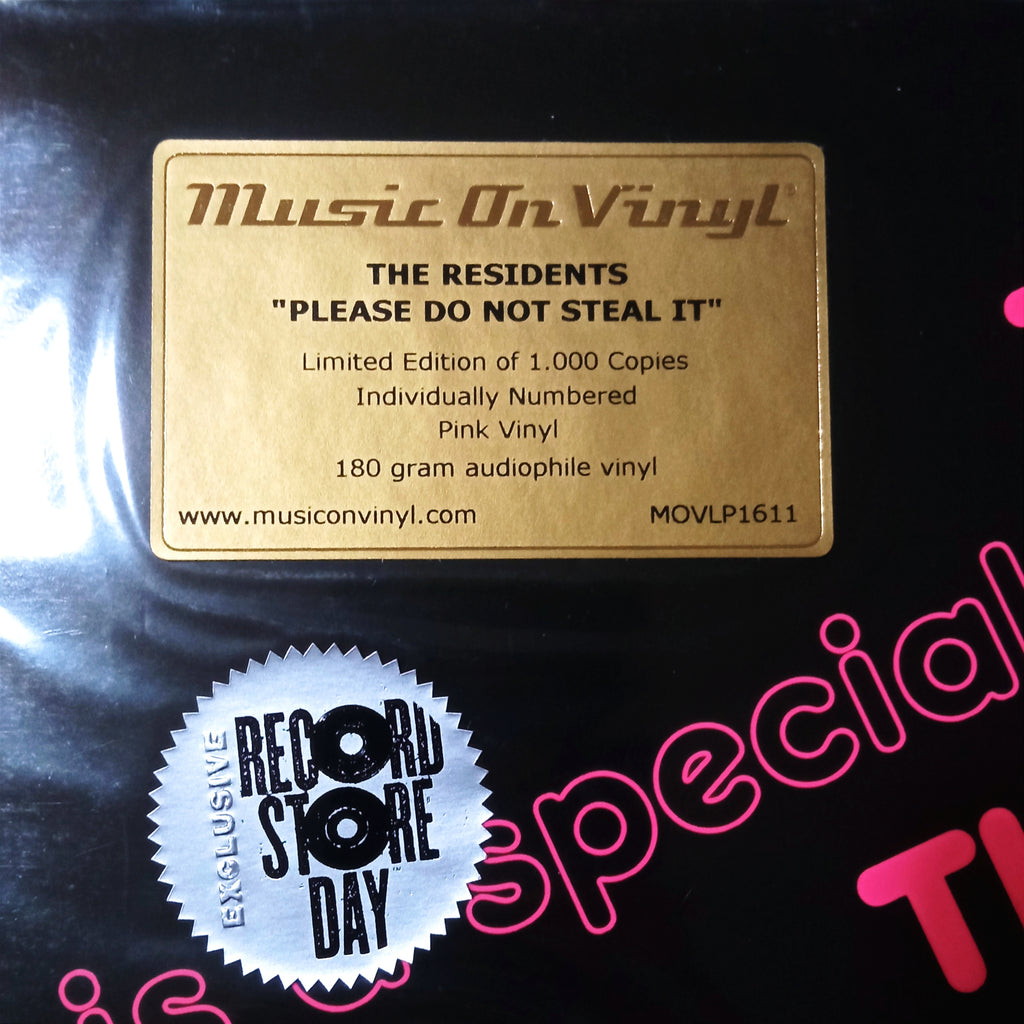 Music On Vinyl
THE RESIDENTS
"PLEASE DO NOT STEAL IT"
Limited Edition of 1.000 Copies
Individually Numbered
Pink Vinyl
180 gram audiophile vinyl
www.musiconvinyl.com MOVLP1611
EXCLUSIVE
RECORD
STORE
DAY
is a special